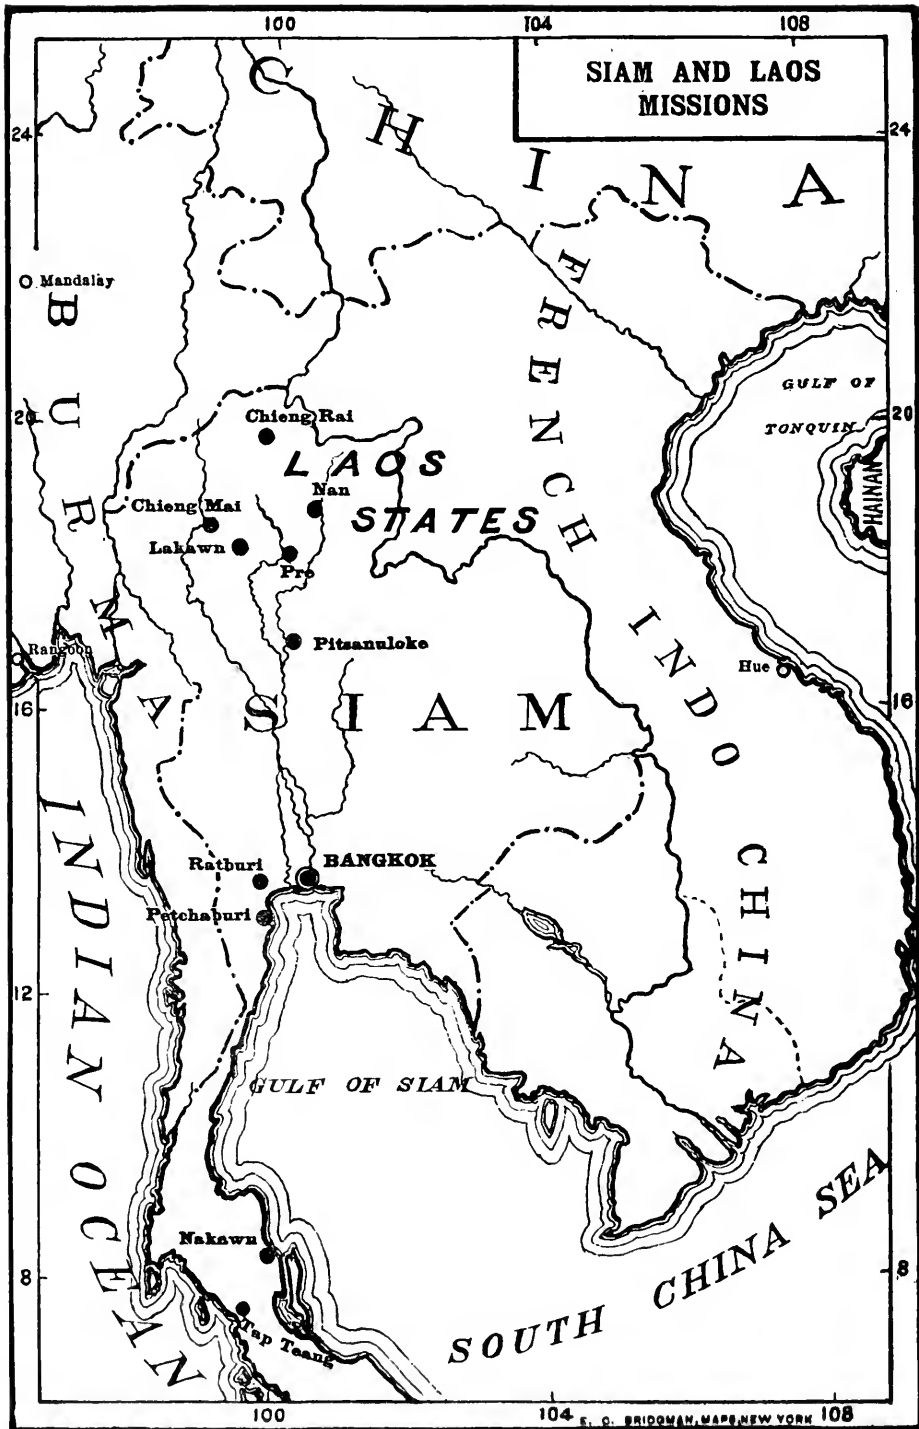 100 104 108
SIAM AND LAOS
MISSIONS
CHINA
24 24
Mandalay
BURMA
FRENCH INDO CHINA
GULF OF
TONQUIN
20 20
HAINAN
Chieng Rai
LAOS
STATES
Nan
Chieng Mai
Lakawn
Pre
Pitsanuloke
Rangoon
Hue
16 16
SIAM
INDIAN OCEAN
Ratburi
BANGKOK
Petchaburi
12 12
GULF OF SIAM
SOUTH CHINA SEA
Nakawn
8 8
Tap Teang
100 104 108
E. C. BRIDGMAN, MAPS, NEW YORK